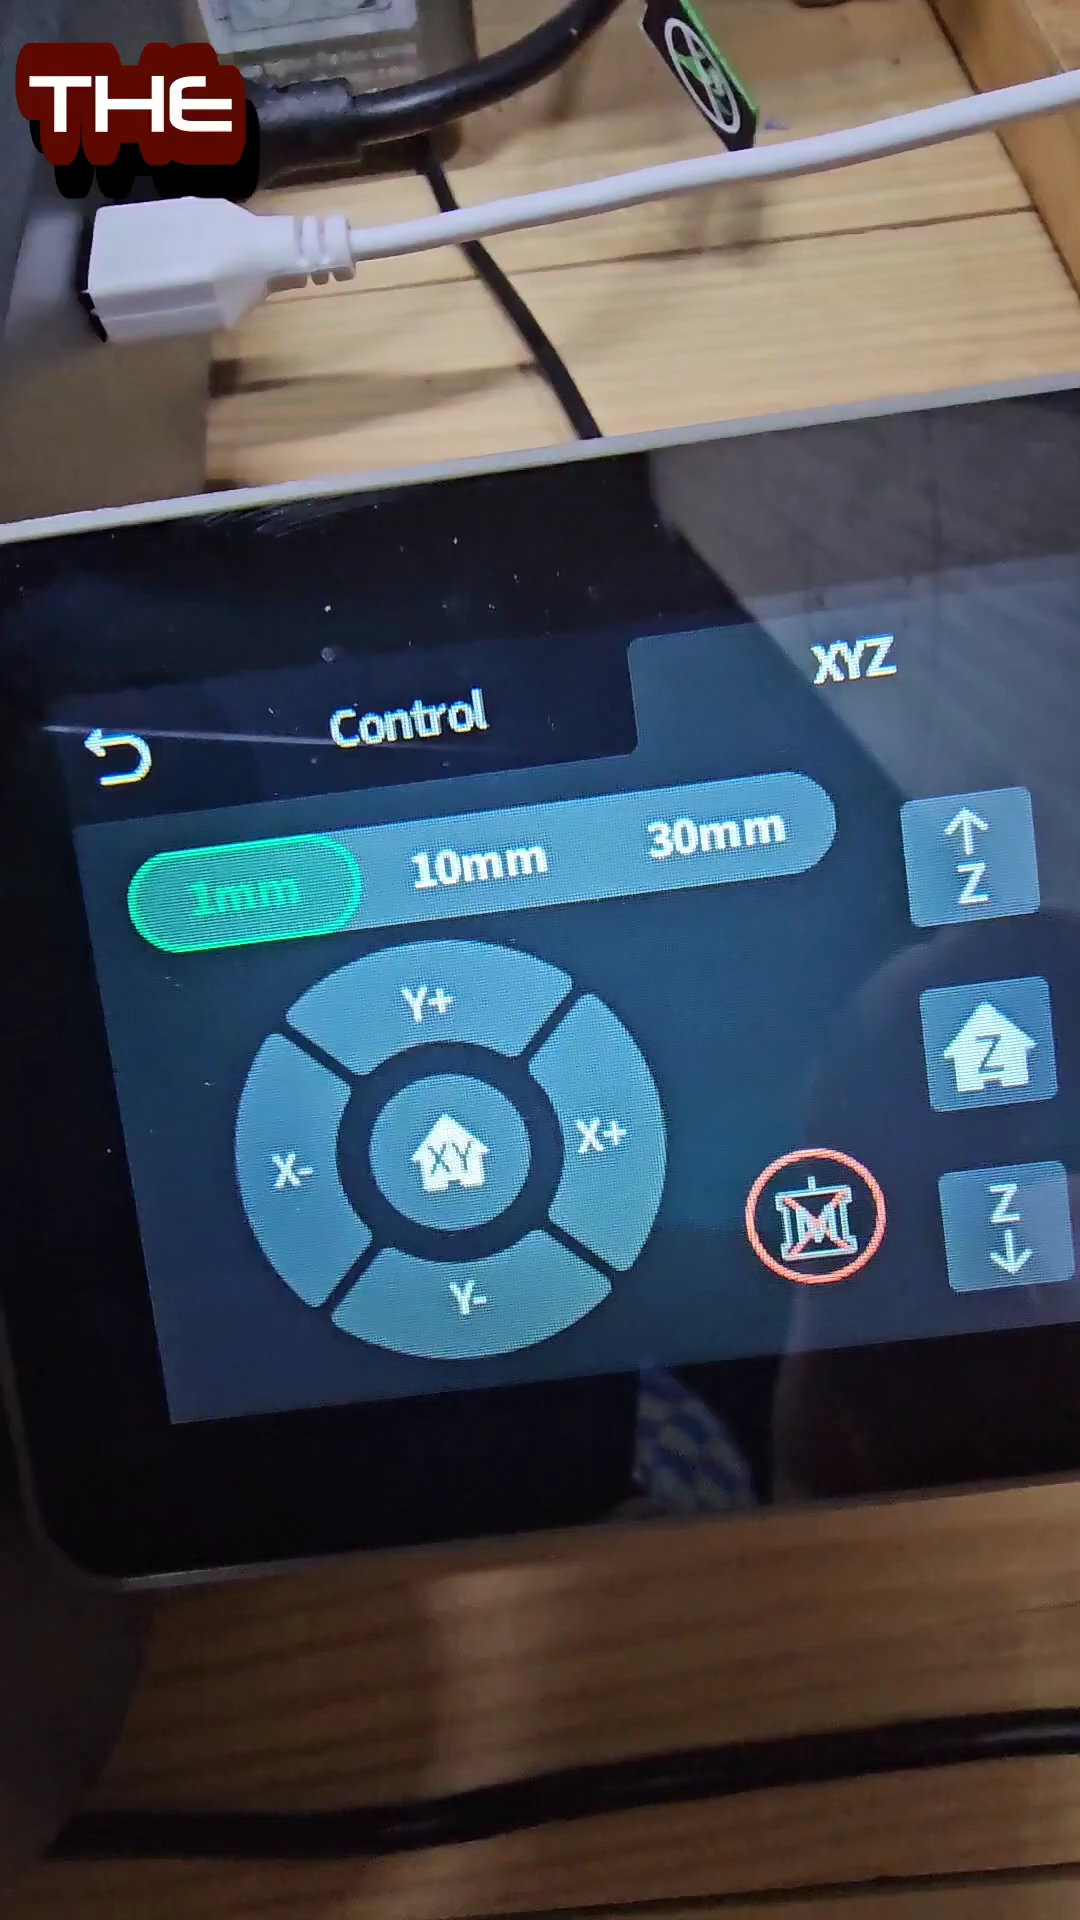 THE
XYZ
Control
1mm 10mm 30mm
Z
Y+
Z
X- XY X+
M
Z
Y-